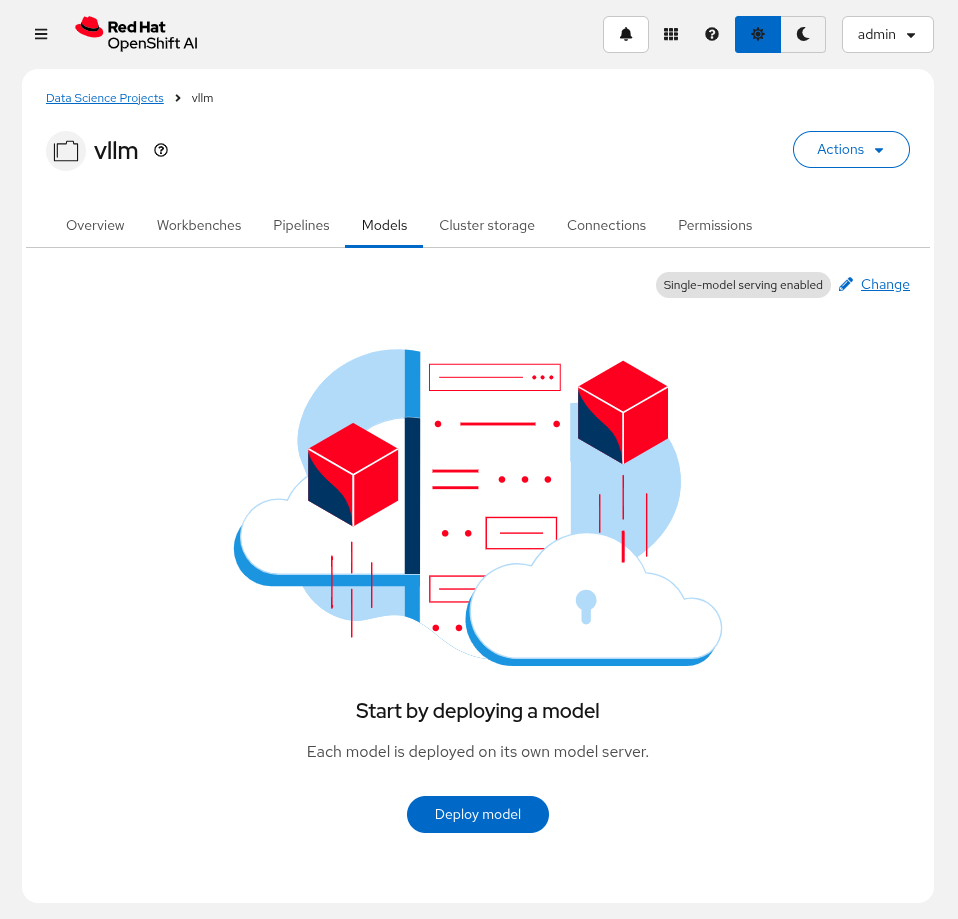 Red Hat
OpenShift AI
admin
Data Science Projects
vllm
vllm
Actions
Overview Workbenches Pipelines Models Cluster storage Connections Permissions
Single-model serving enabled Change
Start by deploying a model
Each model is deployed on its own model server.
Deploy model